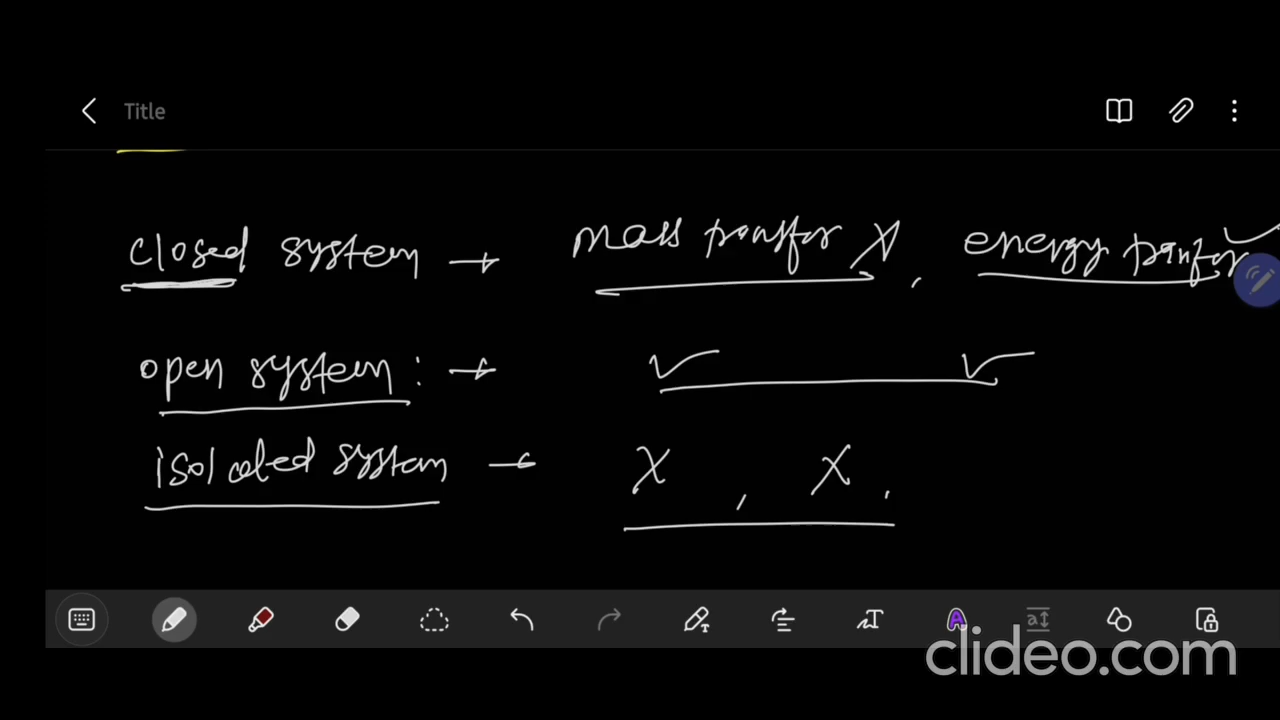 Title
closed system → mass transfer X, energy transfer ✓
open system : → ✓ ✓
isolated system → X , X .
clideo.com